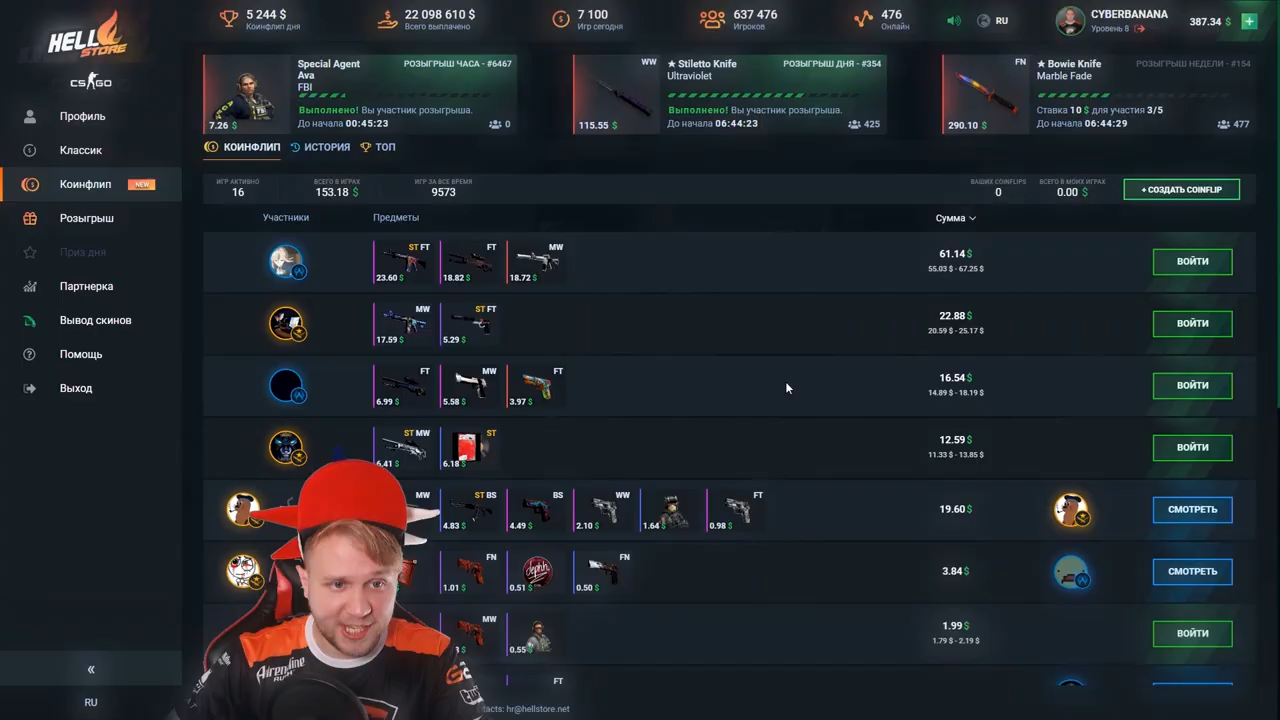 HELL
STORE
CS GO
5 244 $
Коинфлип дня
22 098 610 $
Всего выплачено
7 100
Игр сегодня
637 476
Игроков
476
Онлайн
RU
CYBERBANANA
Уровень 8
387.34 $
Special Agent
Ava
FBI
РОЗЫГРЫШ ЧАСА - #6467
Выполнено! Вы участник розыгрыша.
До начала 00:45:23
0
7.26 $
WW
★ Stiletto Knife
Ultraviolet
РОЗЫГРЫШ ДНЯ - #354
Выполнено! Вы участник розыгрыша.
До начала 06:44:23
425
115.55 $
FN
★ Bowie Knife
Marble Fade
РОЗЫГРЫШ НЕДЕЛИ - #154
Ставка 10 $ для участия 3/5
До начала 06:44:29
477
290.10 $
Профиль
Классик
Коинфлип NEW
Розыгрыш
Приз дня
Партнерка
Вывод скинов
Помощь
Выход
«
RU
КОИНФЛИП ИСТОРИЯ ТОП
ИГР АКТИВНО
16
ВСЕГО В ИГРАХ
153.18 $
ИГР ЗА ВСЕ ВРЕМЯ
9573
ВАШИХ COINFLIPS
0
ВСЕГО В МОИХ ИГРАХ
0.00 $
+ СОЗДАТЬ COINFLIP
Участники Предметы Сумма
ST FT FT MW
23.60 $ 18.82 $ 18.72 $
61.14 $
55.03 - 67.25 $
ВОЙТИ
MW ST FT
17.59 $ 5.29 $
22.88 $
20.59 $ - 25.17 $
ВОЙТИ
FT MW FT
6.99 $ 5.58 $ 3.97 $
16.54 $
14.89 $ - 18.19 $
ВОЙТИ
ST MW ST
6.41 $ 6.18 $
12.59 $
11.33 $ - 13.85 $
ВОЙТИ
MW ST BS BS WW FT
4.83 $ 4.49 $ 2.10 $ 1.64 $ 0.98 $
19.60 $
СМОТРЕТЬ
FN FN
1.01 $ 0.51 $ 0.50 $
dephh
3.84 $
СМОТРЕТЬ
MW
0.55
1.99 $
1.79 $ - 2.19 $
ВОЙТИ
FT
Adrenaline
RUSH
tacts: hr@hellstore.net